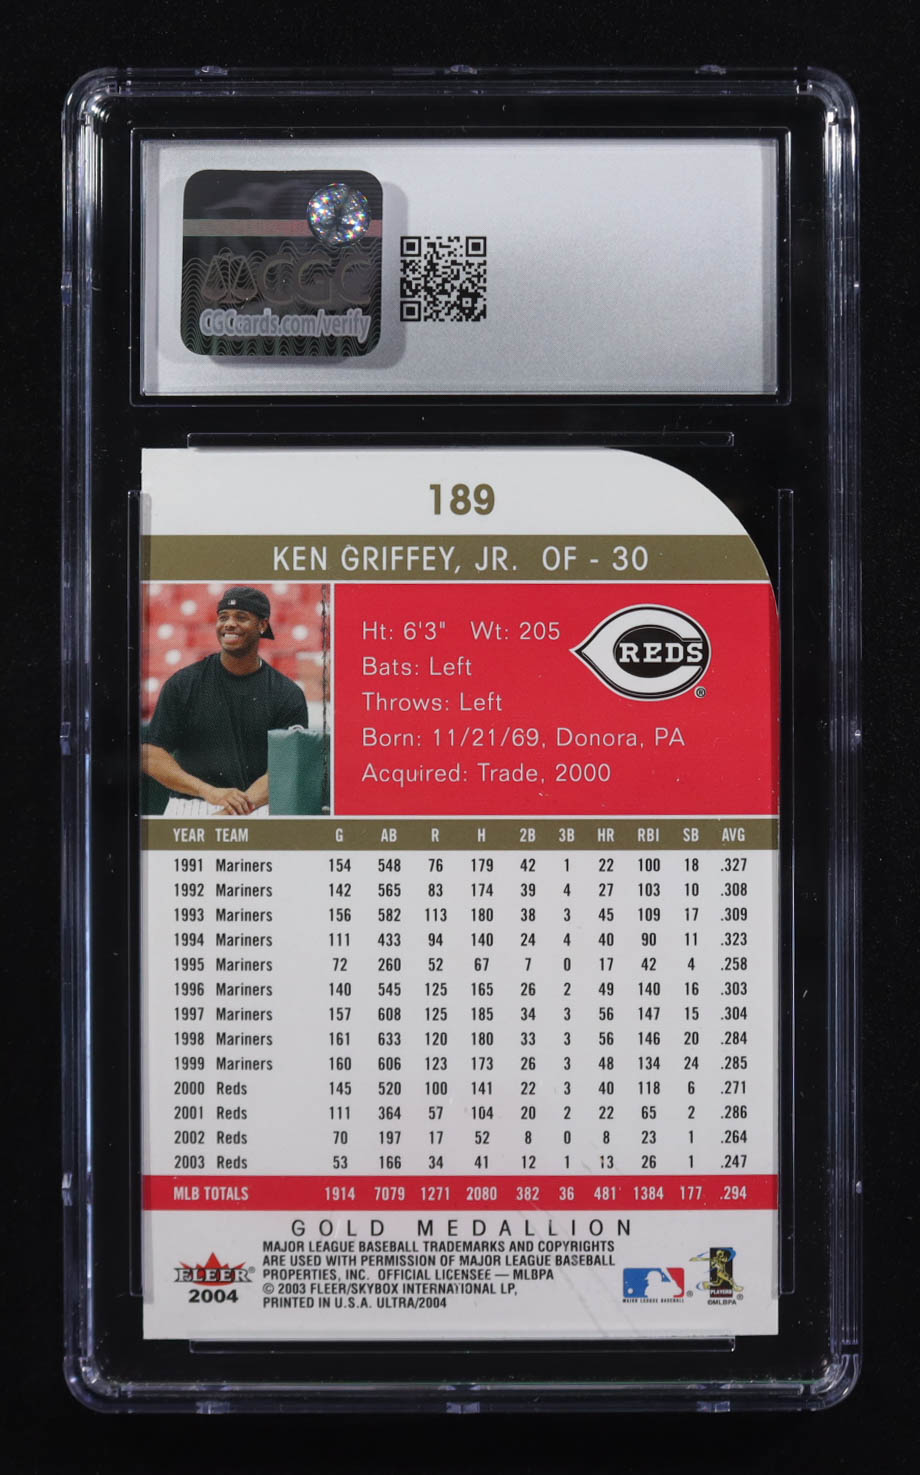 CGC
CGCcards.com/verify
189
KEN GRIFFEY, JR. OF - 30
Ht: 6'3" Wt: 205
Bats: Left
Throws: Left
Born: 11/21/69, Donora, PA
Acquired: Trade, 2000
REDS
®
YEAR TEAM G AB R H 2B 3B HR RBI SB AVG
1991 Mariners 154 548 76 179 42 1 22 100 18 .327
1992 Mariners 142 565 83 174 39 4 27 103 10 .308
1993 Mariners 156 582 113 180 38 3 45 109 17 .309
1994 Mariners 111 433 94 140 24 4 40 90 11 .323
1995 Mariners 72 260 52 67 7 0 17 42 4 .258
1996 Mariners 140 545 125 165 26 2 49 140 16 .303
1997 Mariners 157 608 125 185 34 3 56 147 15 .304
1998 Mariners 161 633 120 180 33 3 56 146 20 .284
1999 Mariners 160 606 123 173 26 3 48 134 24 .285
2000 Reds 145 520 100 141 22 3 40 118 6 .271
2001 Reds 111 364 57 104 20 2 22 65 2 .286
2002 Reds 70 197 17 52 8 0 8 23 1 .264
2003 Reds 53 166 34 41 12 1 13 26 1 .247
MLB TOTALS 1914 7079 1271 2080 382 36 481 1384 177 .294
GOLD MEDALLION
FLEER®
2004
MAJOR LEAGUE BASEBALL TRADEMARKS AND COPYRIGHTS
ARE USED WITH PERMISSION OF MAJOR LEAGUE BASEBALL
PROPERTIES, INC. OFFICIAL LICENSEE — MLBPA
© 2003 FLEER/SKYBOX INTERNATIONAL LP,
PRINTED IN U.S.A. ULTRA/2004
MAJOR LEAGUE BASEBALL ®
PLAYERS ®
©MLBPA